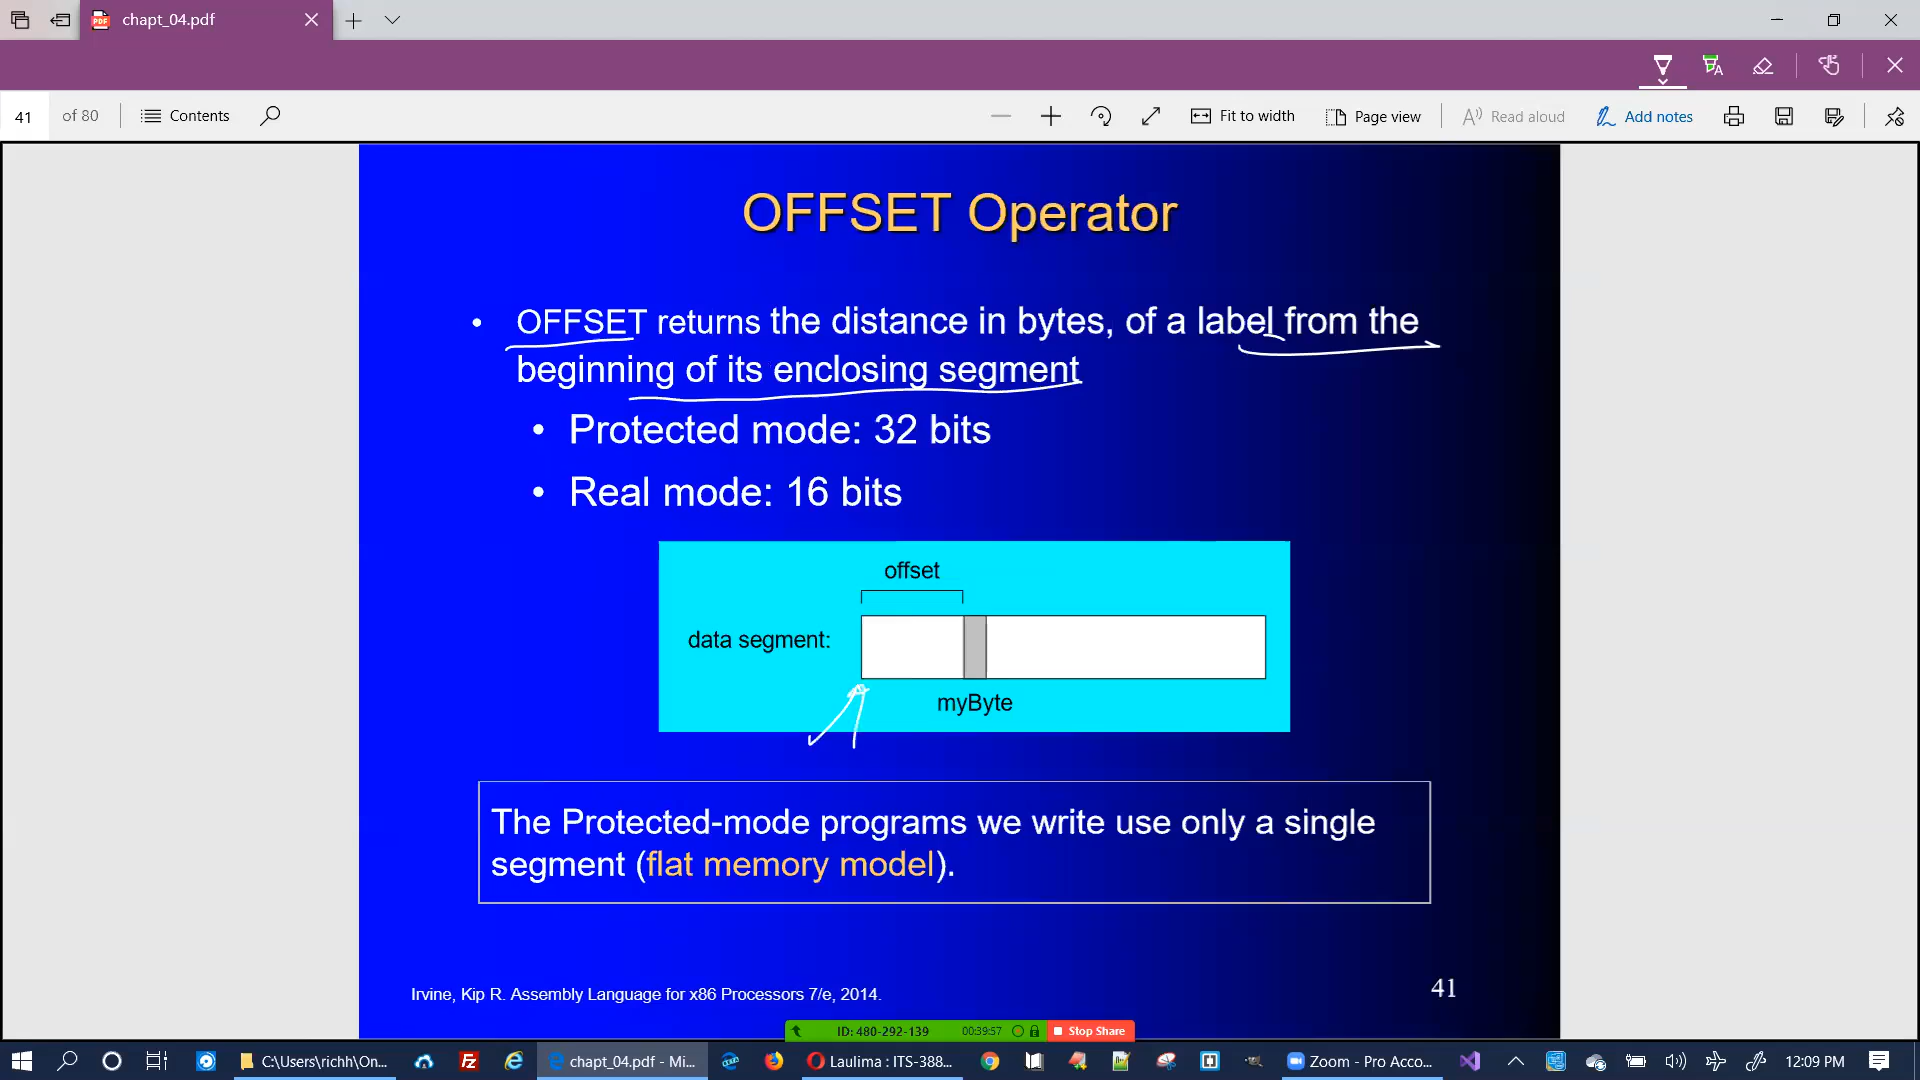 chapt_04.pdf
41 of 80 Contents Fit to width Page view Read aloud Add notes
OFFSET Operator
• OFFSET returns the distance in bytes, of a label from the
beginning of its enclosing segment
• Protected mode: 32 bits
• Real mode: 16 bits
offset
data segment:
myByte
The Protected-mode programs we write use only a single
segment (flat memory model).
Irvine, Kip R. Assembly Language for x86 Processors 7/e, 2014.
41
ID: 480-292-139 00:39:57 Stop Share
C:\Users\richh\On... chapt_04.pdf - Mi... Laulima : ITS-388... Zoom - Pro Acco... 12:09 PM